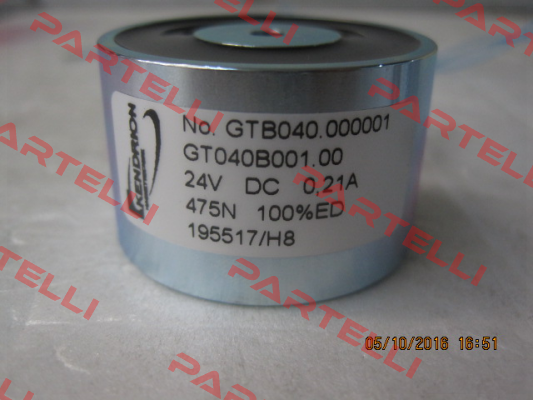 PARTELLI
KENDRION
No. GTB040.000001
GT040B001.00
24V DC 0,21A
475N 100%ED
195517/H8
05/10/2016 16:51